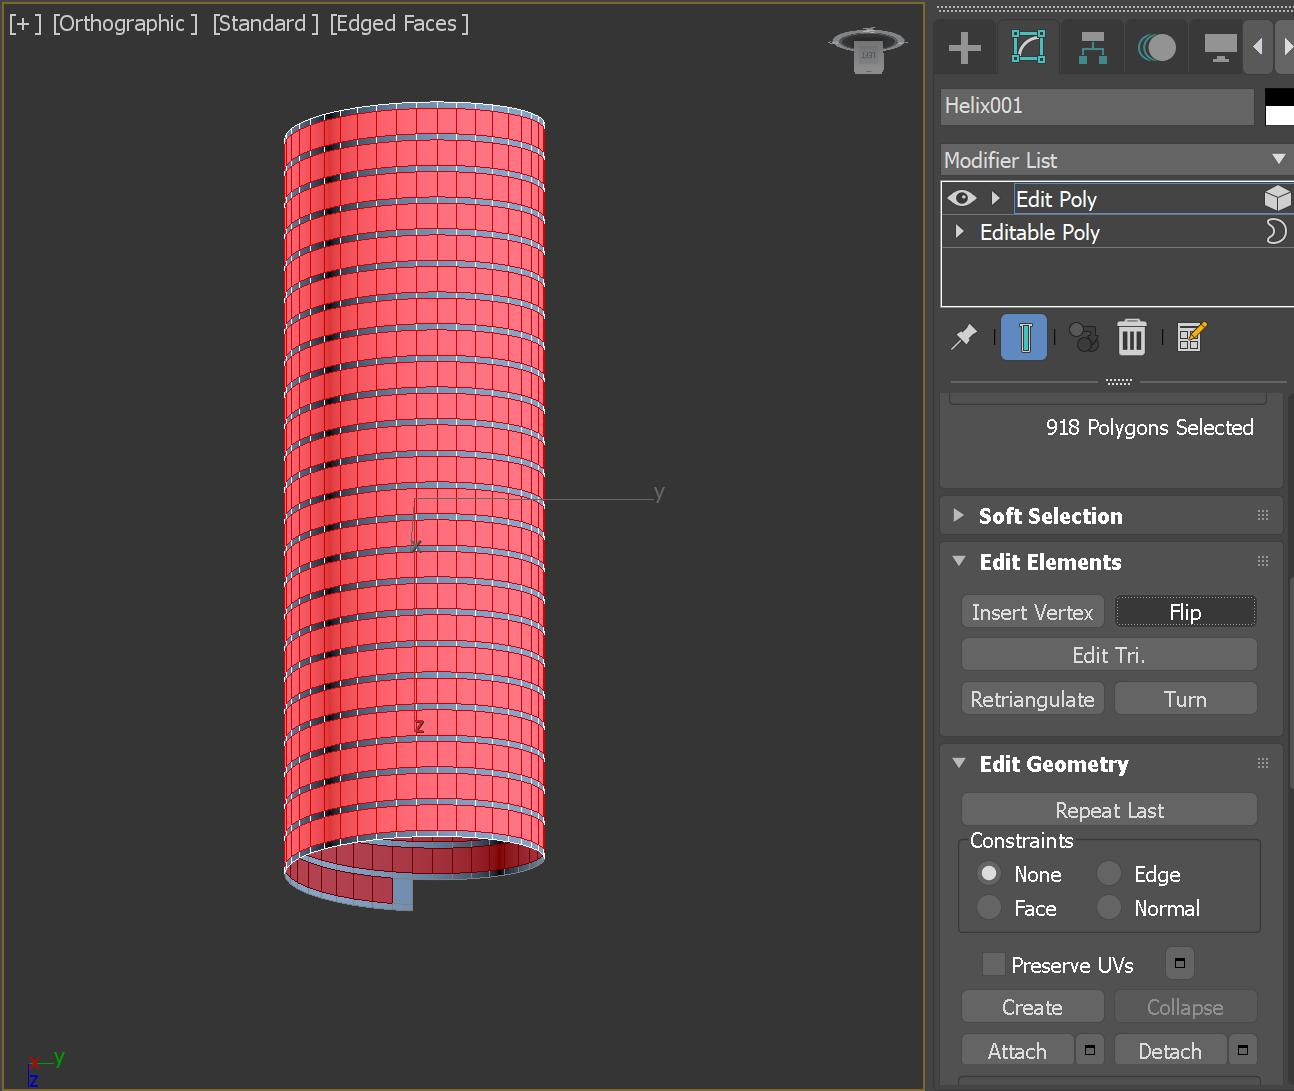 [+] [Orthographic] [Standard] [Edged Faces]
LEFT
Helix001
Modifier List
Edit Poly
Editable Poly
918 Polygons Selected
y
x
z
Soft Selection
Edit Elements
Insert Vertex Flip
Edit Tri.
Retriangulate Turn
Edit Geometry
Repeat Last
Constraints
None Edge
Face Normal
Preserve UVs
Create Collapse
Attach Detach
x y
z